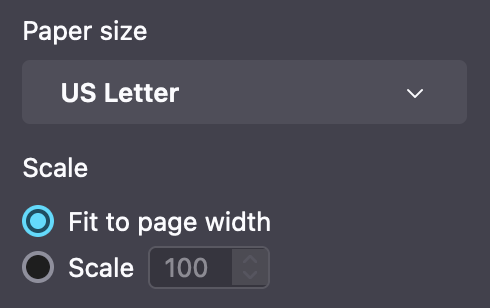 Paper size
US Letter
Scale
Fit to page width
Scale 100